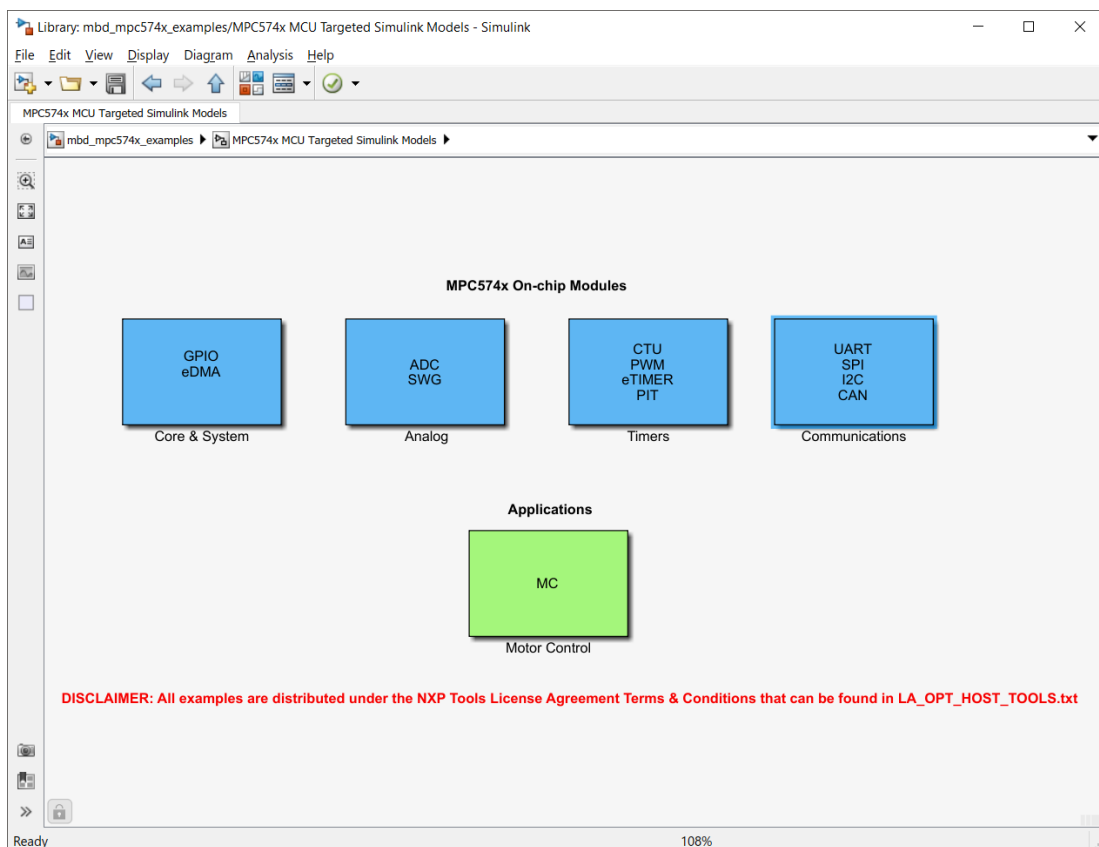 Library: mbd_mpc574x_examples/MPC574x MCU Targeted Simulink Models - Simulink
File Edit View Display Diagram Analysis Help
MPC574x MCU Targeted Simulink Models
mbd_mpc574x_examples MPC574x MCU Targeted Simulink Models
MPC574x On-chip Modules
GPIO
eDMA
Core & System
ADC
SWG
Analog
CTU
PWM
eTIMER
PIT
Timers
UART
SPI
I2C
CAN
Communications
Applications
MC
Motor Control
DISCLAIMER: All examples are distributed under the NXP Tools License Agreement Terms & Conditions that can be found in LA_OPT_HOST_TOOLS.txt
Ready 108%